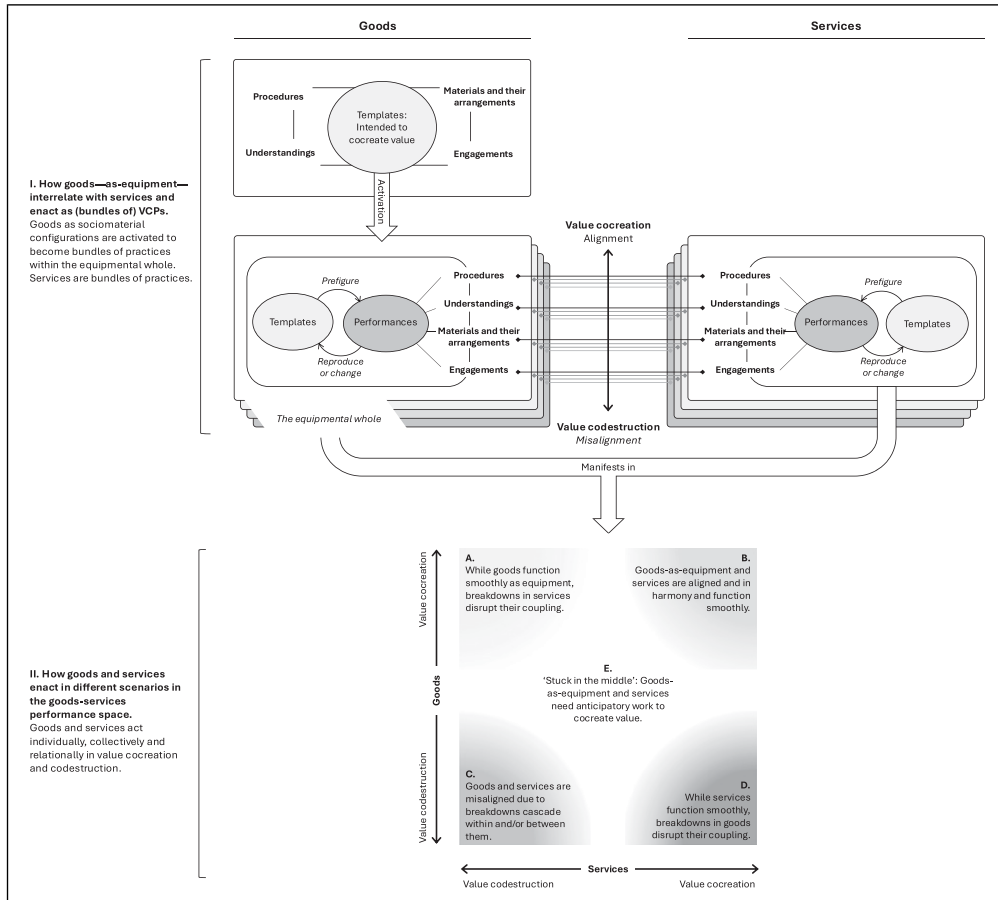 Goods
Services
Procedures
Understandings
Templates:
Intended to
cocreate value
Materials and their
arrangements
Engagements
Activation
I. How goods—as-equipment—
interrelate with services and
enact as (bundles of) VCPs.
Goods as sociomaterial
configurations are activated to
become bundles of practices
within the equipmental whole.
Services are bundles of practices.
Templates
Prefigure
Performances
Reproduce
or change
Procedures
Understandings
Materials and their
arrangements
Engagements
The equipmental whole
Value cocreation
Alignment
Value codestruction
Misalignment
Procedures
Understandings
Materials and their
arrangements
Engagements
Prefigure
Performances
Templates
Reproduce
or change
Manifests in
II. How goods and services
enact in different scenarios in
the goods-services
performance space.
Goods and services act
individually, collectively and
relationally in value cocreation
and codestruction.
Value cocreation
Goods
Value codestruction
A.
While goods function
smoothly as equipment,
breakdowns in services
disrupt their coupling.
B.
Goods-as-equipment and
services are aligned and in
harmony and function
smoothly.
E.
‘Stuck in the middle’: Goods-
as-equipment and services
need anticipatory work to
cocreate value.
C.
Goods and services are
misaligned due to
breakdowns cascade
within and/or between
them.
D.
While services
function smoothly,
breakdowns in goods
disrupt their coupling.
Services
Value codestruction
Value cocreation